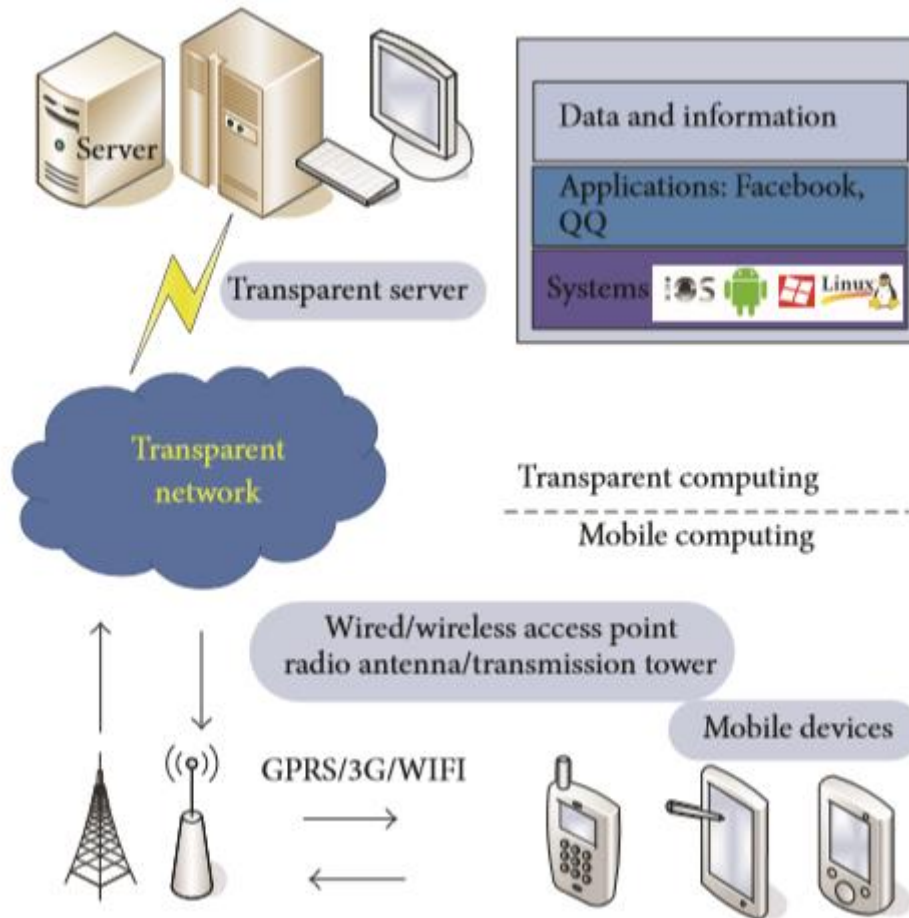 Server
Data and information
Applications: Facebook,
QQ
Systems iOS Linux
Transparent server
Transparent
network
Transparent computing
Mobile computing
Wired/wireless access point
radio antenna/transmission tower
Mobile devices
GPRS/3G/WIFI